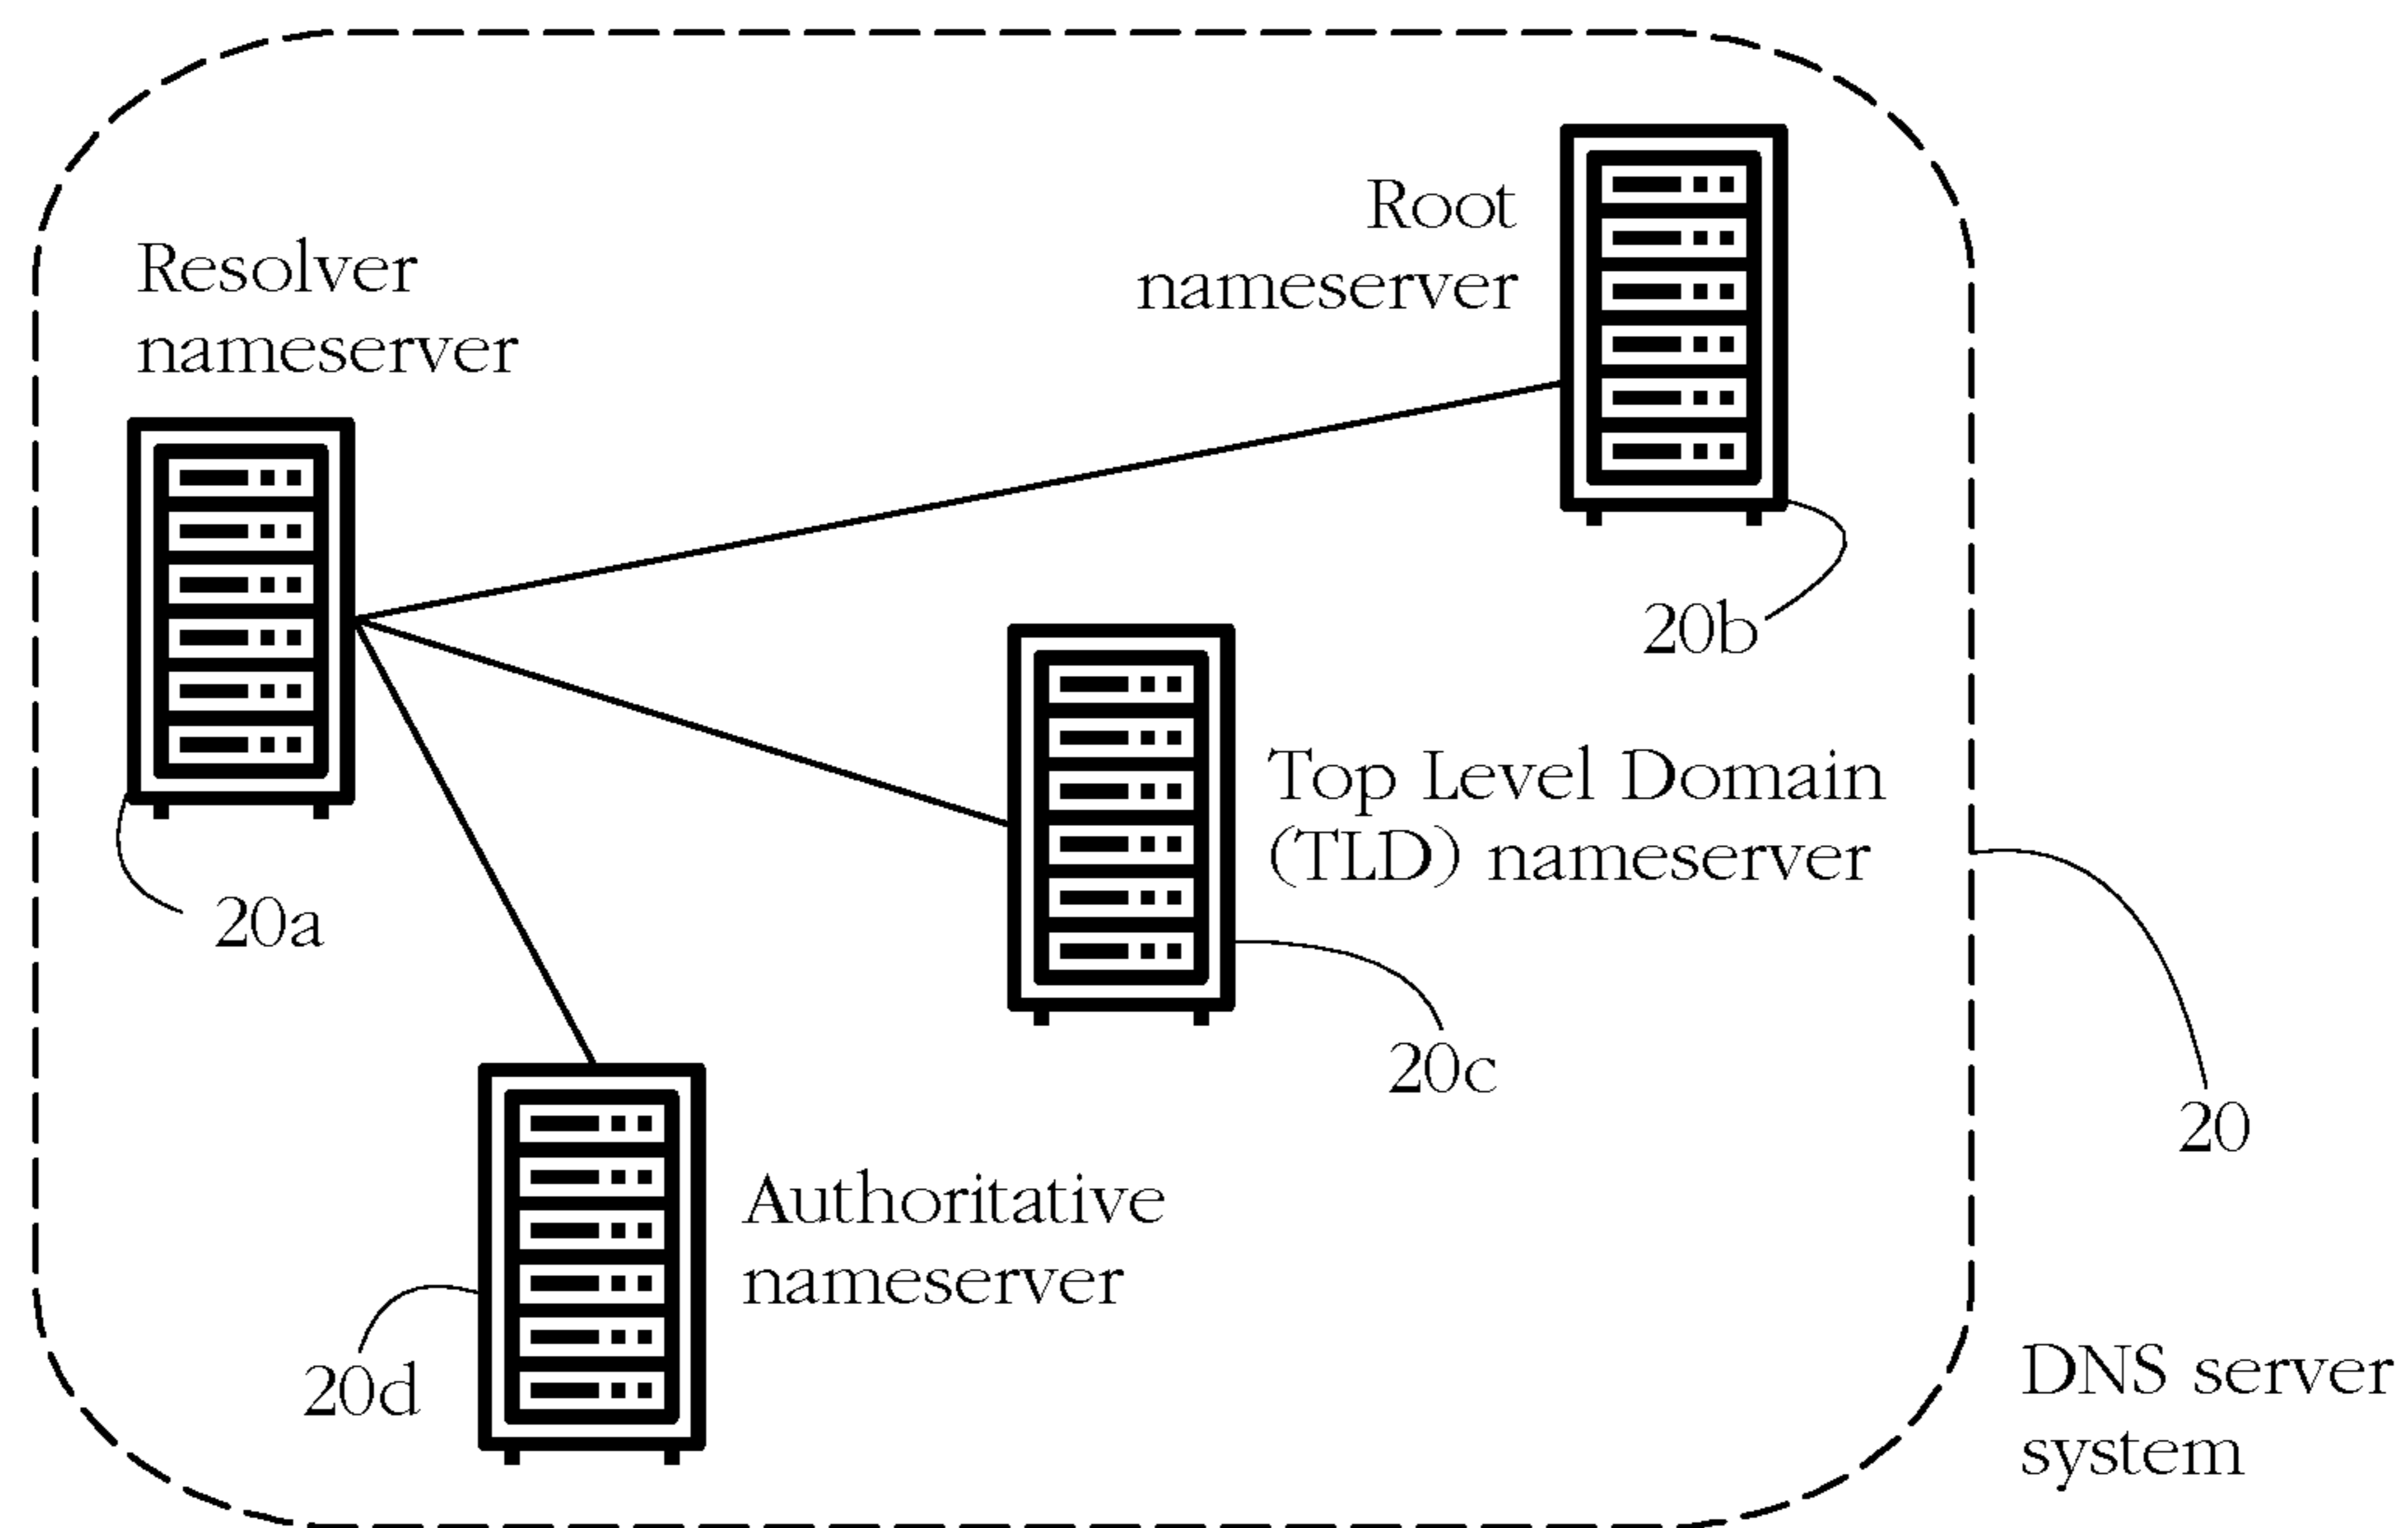 Resolver
nameserver
Root
nameserver
20b
Top Level Domain
(TLD) nameserver
20a
20c
20
Authoritative
nameserver
20d
DNS server
system